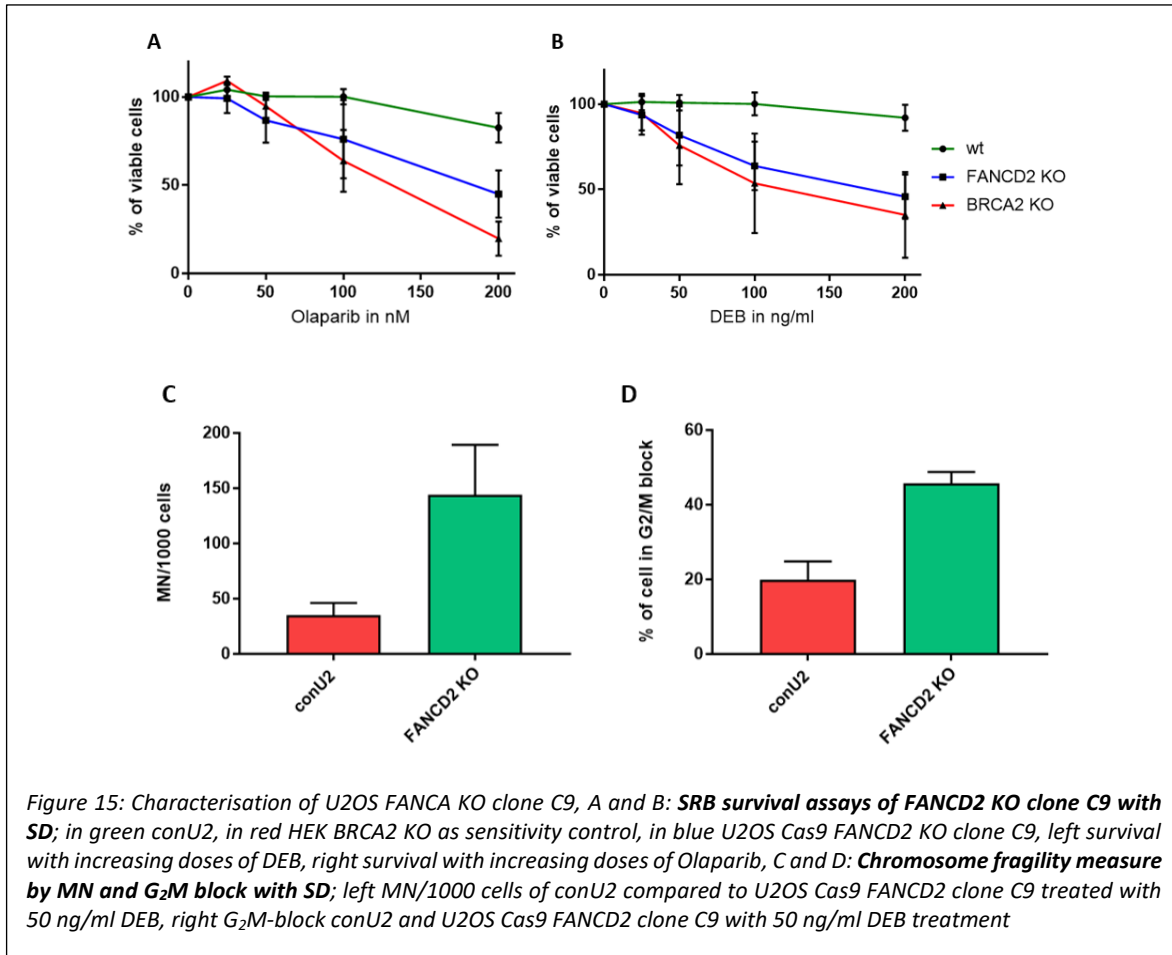 A
B
100
50
0
% of viable cells
0 50 100 150 200
Olaparib in nM
100
50
0
% of viable cells
0 50 100 150 200
DEB in ng/ml
wt
FANCD2 KO
BRCA2 KO
C
D
200
150
100
50
0
MN/1000 cells
conU2
FANCD2 KO
60
40
20
0
% of cell in G2/M block
conU2
FANCD2 KO
Figure 15: Characterisation of U2OS FANCA KO clone C9, A and B: SRB survival assays of FANCD2 KO clone C9 with
SD; in green conU2, in red HEK BRCA2 KO as sensitivity control, in blue U2OS Cas9 FANCD2 KO clone C9, left survival
with increasing doses of DEB, right survival with increasing doses of Olaparib, C and D: Chromosome fragility measure
by MN and G₂M block with SD; left MN/1000 cells of conU2 compared to U2OS Cas9 FANCD2 clone C9 treated with
50 ng/ml DEB, right G₂M-block conU2 and U2OS Cas9 FANCD2 clone C9 with 50 ng/ml DEB treatment